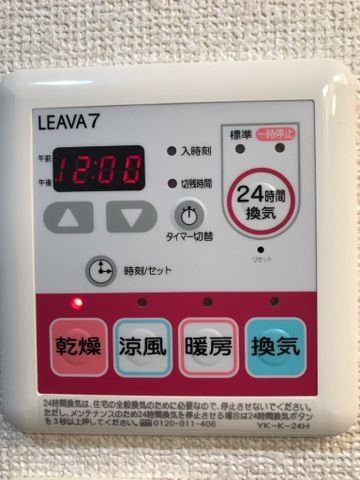 LEAVA7
午前
12:00
午後
入時刻
切残時間
タイマー切替
標準
一時停止
24時間
換気
リセット
時刻/セット
乾燥
涼風
暖房
換気
24時間換気は、住宅の全般換気のために必要なので、停止させないでください。
ただし、メンテナンスのため24時間換気を停止させる場合は24時間換気ボタン
を3秒以上押してください。 0120-011-408
YK-K-24H